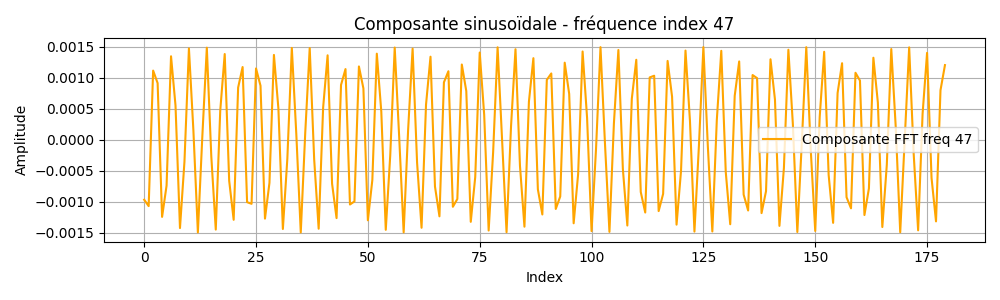 Composante sinusoïdale - fréquence index 47
Amplitude
0.0015
0.0010
0.0005
0.0000
−0.0005
−0.0010
−0.0015
Composante FFT freq 47
0 25 50 75 100 125 150 175
Index